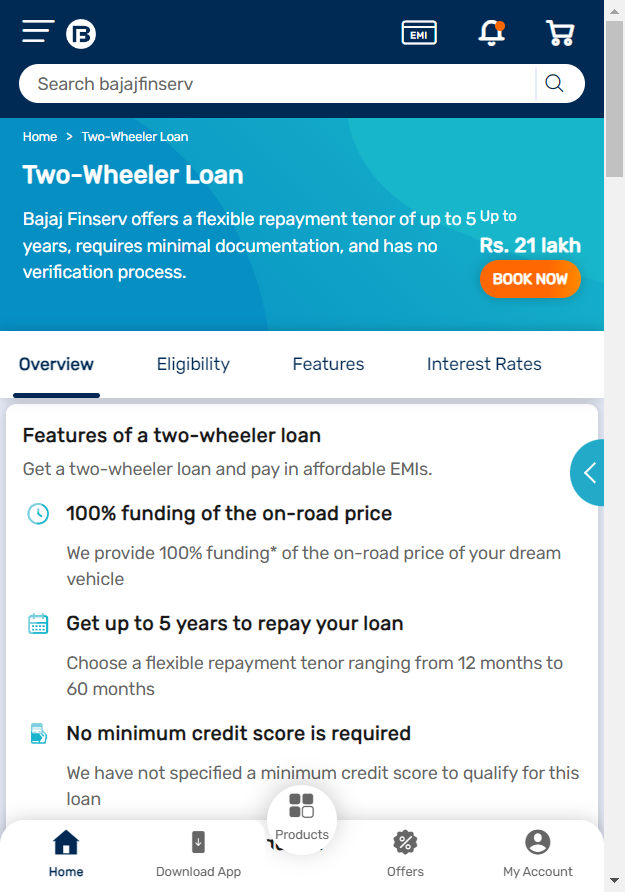 EMI
Search bajajfinserv
Home > Two-Wheeler Loan
Two-Wheeler Loan
Bajaj Finserv offers a flexible repayment tenor of up to 5
years, requires minimal documentation, and has no
verification process.
Up to
Rs. 21 lakh
BOOK NOW
Overview Eligibility Features Interest Rates
Features of a two-wheeler loan
Get a two-wheeler loan and pay in affordable EMIs.
100% funding of the on-road price
We provide 100% funding* of the on-road price of your dream
vehicle
Get up to 5 years to repay your loan
Choose a flexible repayment tenor ranging from 12 months to
60 months
No minimum credit score is required
We have not specified a minimum credit score to qualify for this
loan
Home Download App Products Offers My Account